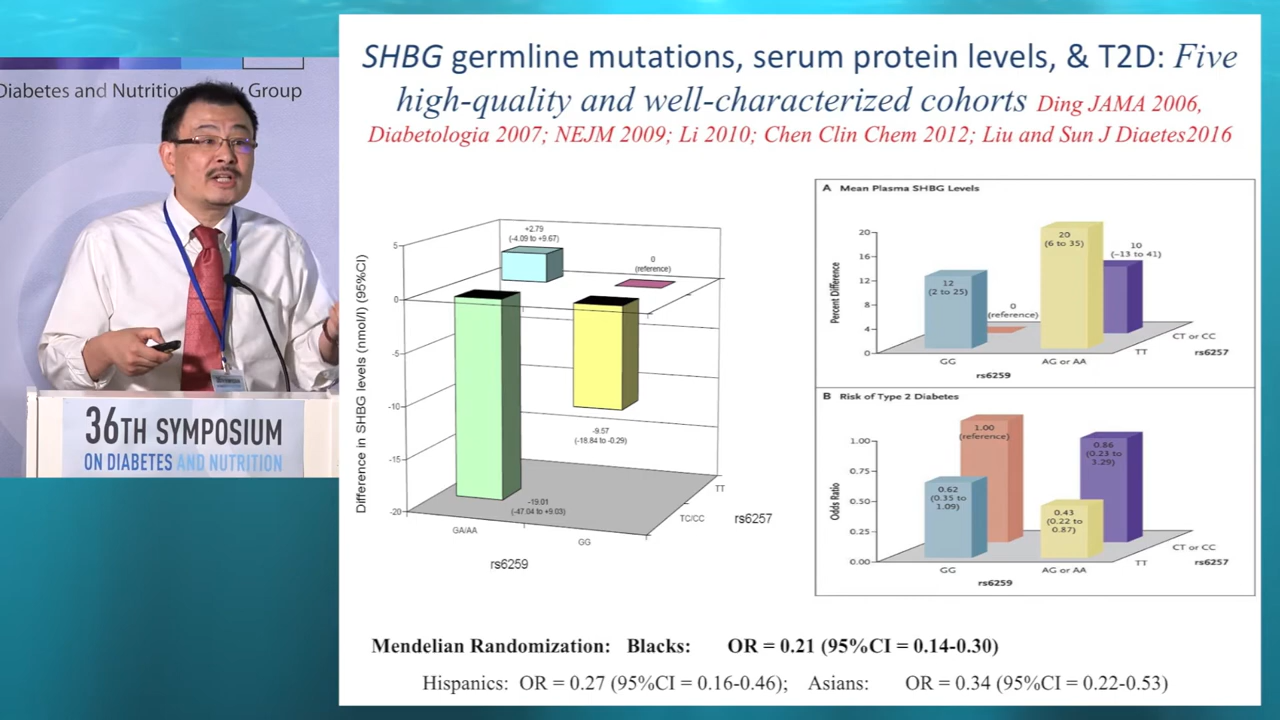 SHBG germline mutations, serum protein levels, & T2D: Five
high-quality and well-characterized cohorts Ding JAMA 2006,
Diabetologia 2007; NEJM 2009; Li 2010; Chen Clin Chem 2012; Liu and Sun J Diaetes2016
Diabetes and Nutrition Study Group
36TH SYMPOSIUM
ON DIABETES AND NUTRITION
Difference in SHBG levels (nmol/l) (95%CI)
5
0
-5
-10
-15
-20
+2.79
(-4.09 to +9.67)
0
(reference)
-9.57
(-18.84 to -0.29)
-19.01
(-47.04 to +9.03)
GA/AA
GG
rs6259
TT
TC/CC
rs6257
A Mean Plasma SHBG Levels
Percent Difference
20
16
12
8
4
0
12
(2 to 25)
0
(reference)
20
(6 to 35)
10
(−13 to 41)
GG
AG or AA
rs6259
CT or CC
TT
rs6257
B Risk of Type 2 Diabetes
Odds Ratio
1.00
0.75
0.50
0.25
0.00
0.62
(0.35 to
1.09)
1.00
(reference)
0.43
(0.22 to
0.87)
0.86
(0.23 to
3.29)
GG
AG or AA
rs6259
CT or CC
TT
rs6257
Mendelian Randomization: Blacks: OR = 0.21 (95%CI = 0.14-0.30)
Hispanics: OR = 0.27 (95%CI = 0.16-0.46); Asians: OR = 0.34 (95%CI = 0.22-0.53)